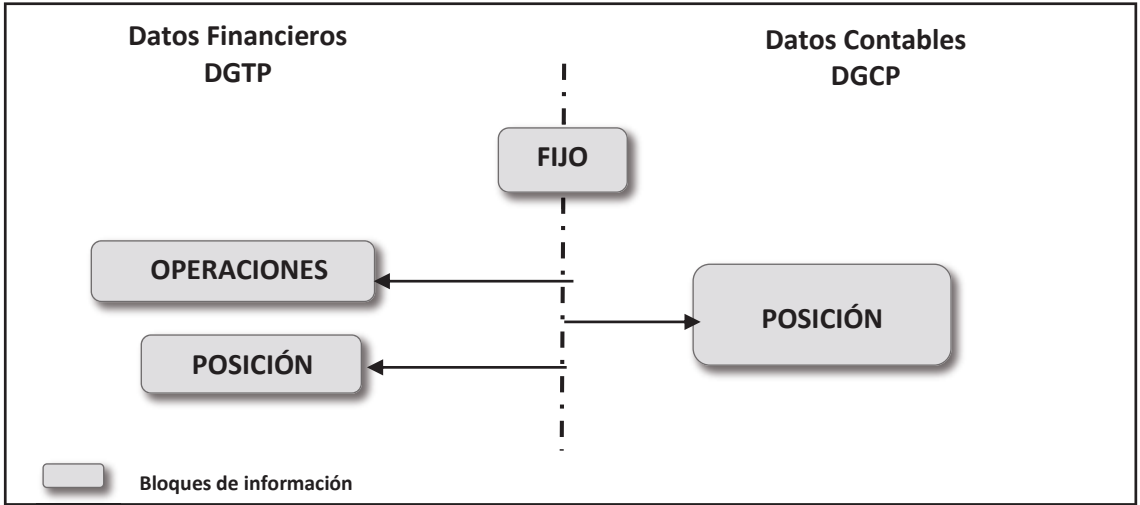 Datos Financieros
DGTP
Datos Contables
DGCP
FIJO
OPERACIONES
POSICIÓN
POSICIÓN
Bloques de información